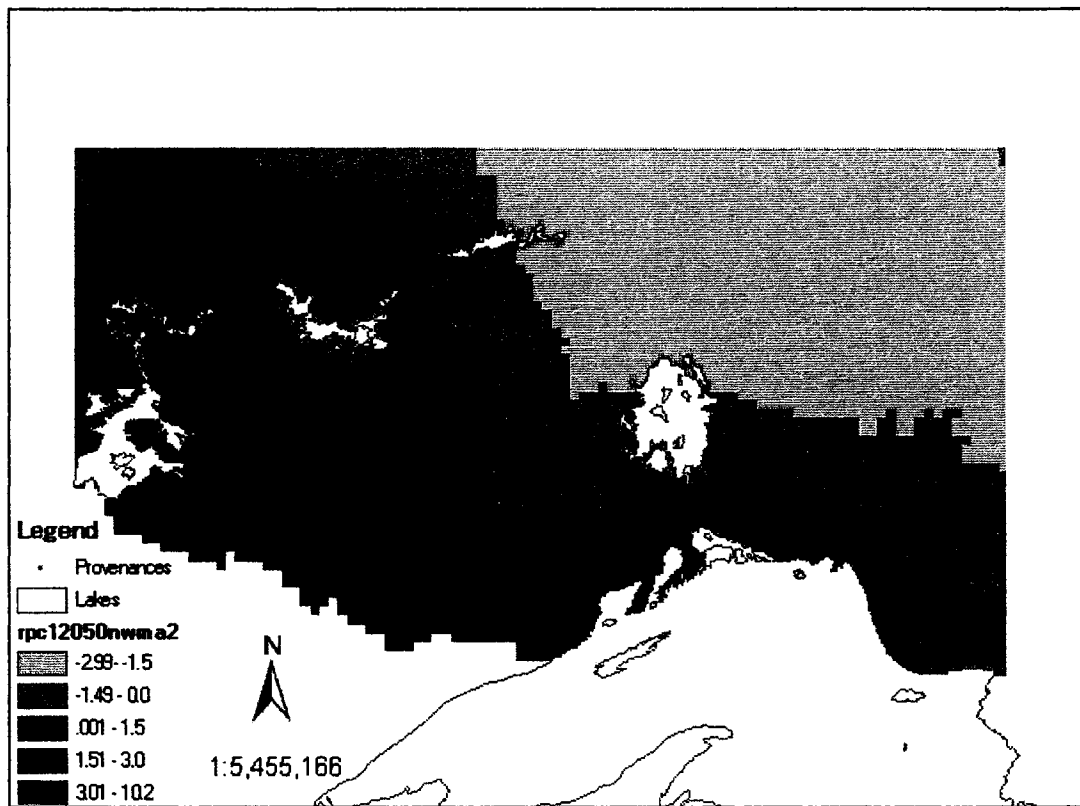 Legend
Provenances
Lakes
rpc12050nwma2
-2.99--1.5
-1.49 - 0.0
.001 - 1.5
1.51 - 3.0
3.01 - 10.2
N
1:5,455,166